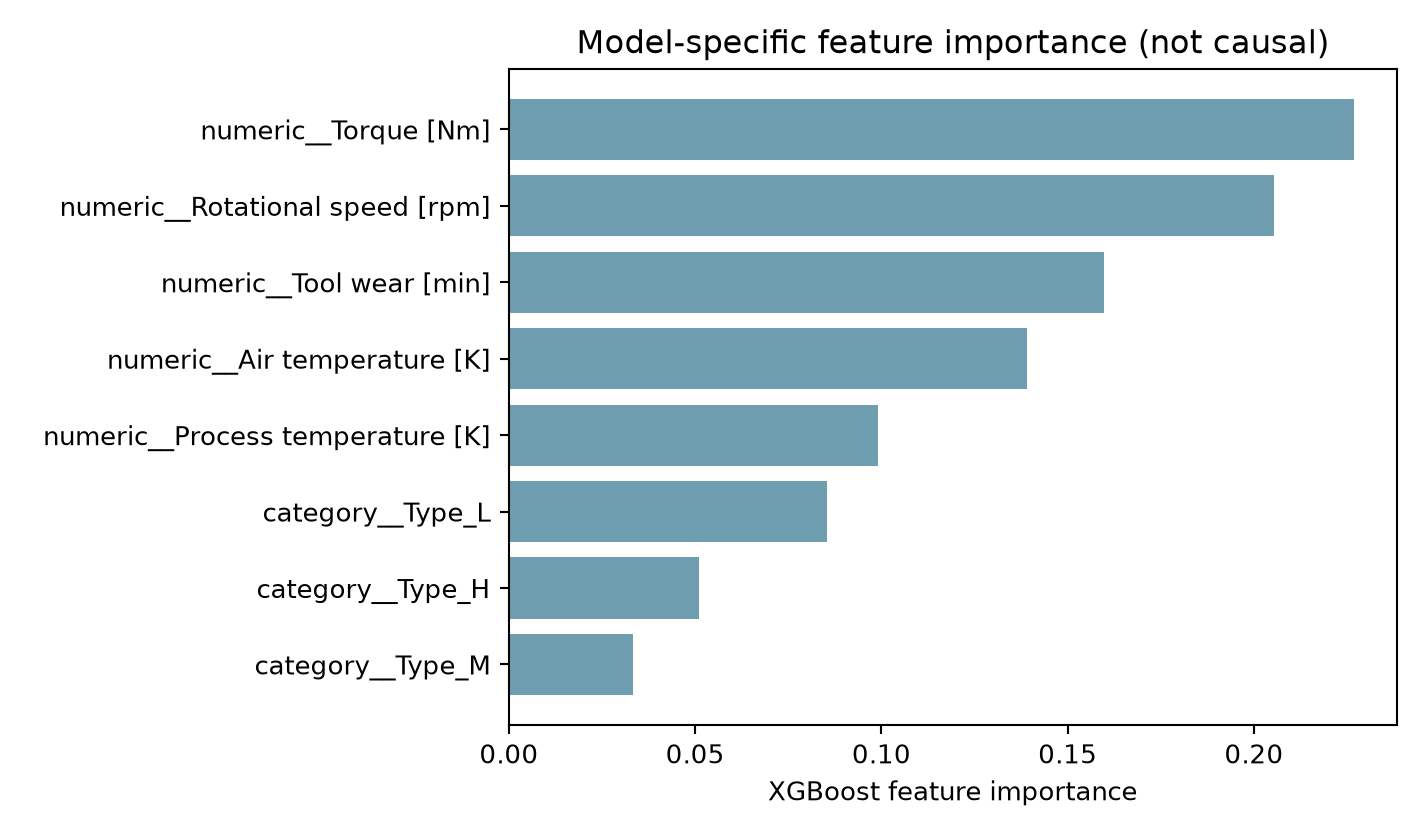 Model-specific feature importance (not causal)
numeric__Torque [Nm]
numeric__Rotational speed [rpm]
numeric__Tool wear [min]
numeric__Air temperature [K]
numeric__Process temperature [K]
category__Type_L
category__Type_H
category__Type_M
0.00 0.05 0.10 0.15 0.20
XGBoost feature importance